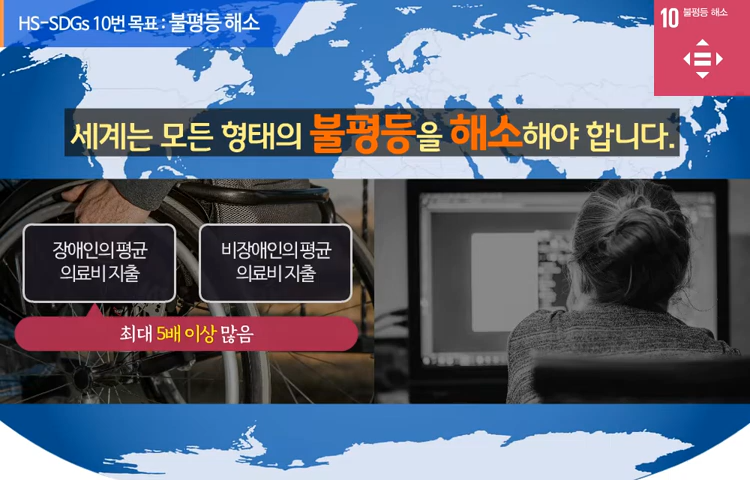 HS-SDGs 10번 목표 : 불평등 해소
10 불평등 해소
세계는 모든 형태의 불평등을 해소해야 합니다.
장애인의 평균
의료비 지출
비장애인의 평균
의료비 지출
최대 5배 이상 많음